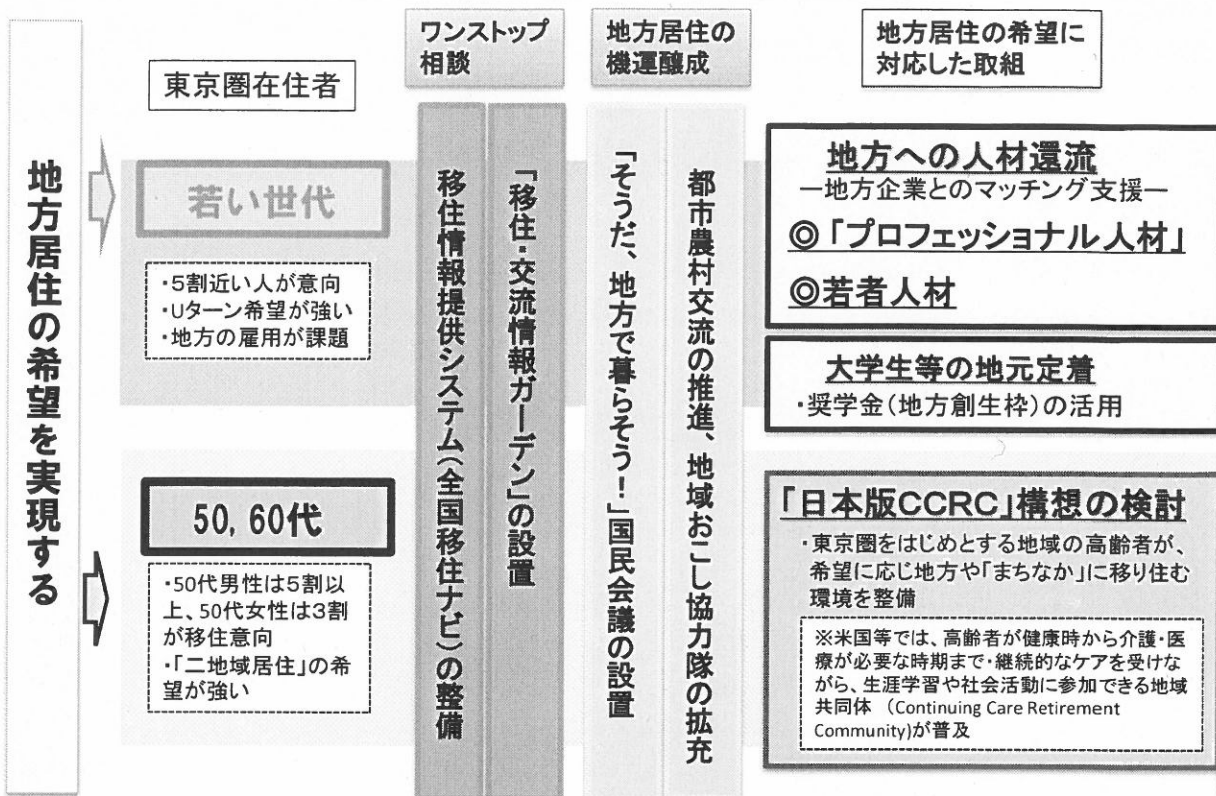 地方居住の希望を実現する
東京圏在住者
若い世代
・5割近い人が意向
・Uターン希望が強い
・地方の雇用が課題
50,60代
・50代男性は5割以
上、50代女性は3割
が移住意向
・「二地域居住」の希
望が強い
ワンストップ
相談
移住情報提供システム(全国移住ナビ)の整備
「移住・交流情報ガーデン」の設置
地方居住の
機運醸成
「そうだ、地方で暮らそう!」国民会議の設置
都市農村交流の推進、地域おこし協力隊の拡充
地方居住の希望に
対応した取組
地方への人材還流
―地方企業とのマッチング支援―
◎「プロフェッショナル人材」
◎若者人材
大学生等の地元定着
・奨学金(地方創生枠)の活用
「日本版CCRC」構想の検討
・東京圏をはじめとする地域の高齢者が、
希望に応じ地方や「まちなか」に移り住む
環境を整備
※米国等では、高齢者が健康時から介護・医
療が必要な時期まで・継続的なケアを受けな
がら、生涯学習や社会活動に参加できる地域
共同体 (Continuing Care Retirement
Community)が普及